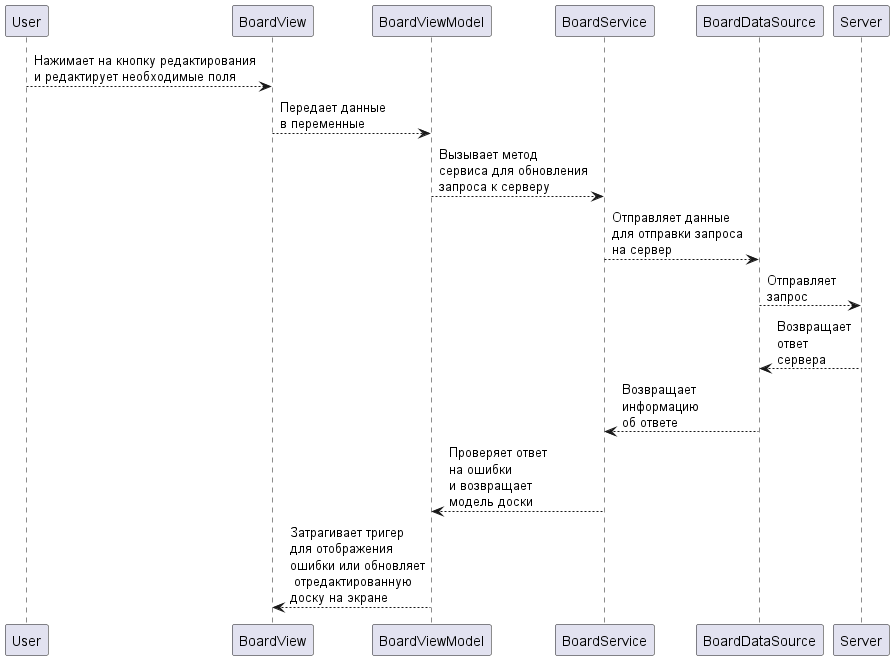 User
BoardView
BoardViewModel
BoardService
BoardDataSource
Server
Нажимает на кнопку редактирования
и редактирует необходимые поля
Передает данные
в переменные
Вызывает метод
сервиса для обновления
запроса к серверу
Отправляет данные
для отправки запроса
на сервер
Отправляет
запрос
Возвращает
ответ
сервера
Возвращает
информацию
об ответе
Проверяет ответ
на ошибки
и возвращает
модель доски
Затрагивает тригер
для отображения
ошибки или обновляет
отредактированную
доску на экране
User
BoardView
BoardViewModel
BoardService
BoardDataSource
Server